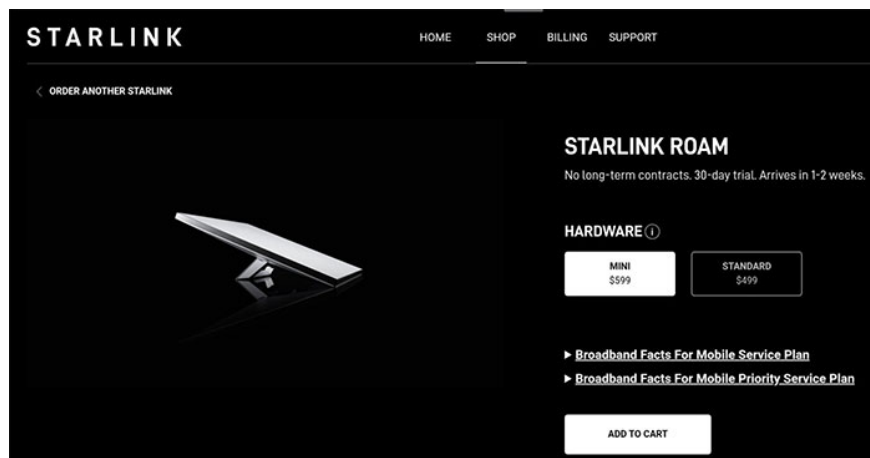 STARLINK
HOME SHOP BILLING SUPPORT
ORDER ANOTHER STARLINK
STARLINK ROAM
No long-term contracts. 30-day trial. Arrives in 1-2 weeks.
HARDWARE
MINI
$599
STANDARD
$499
Broadband Facts For Mobile Service Plan
Broadband Facts For Mobile Priority Service Plan
ADD TO CART